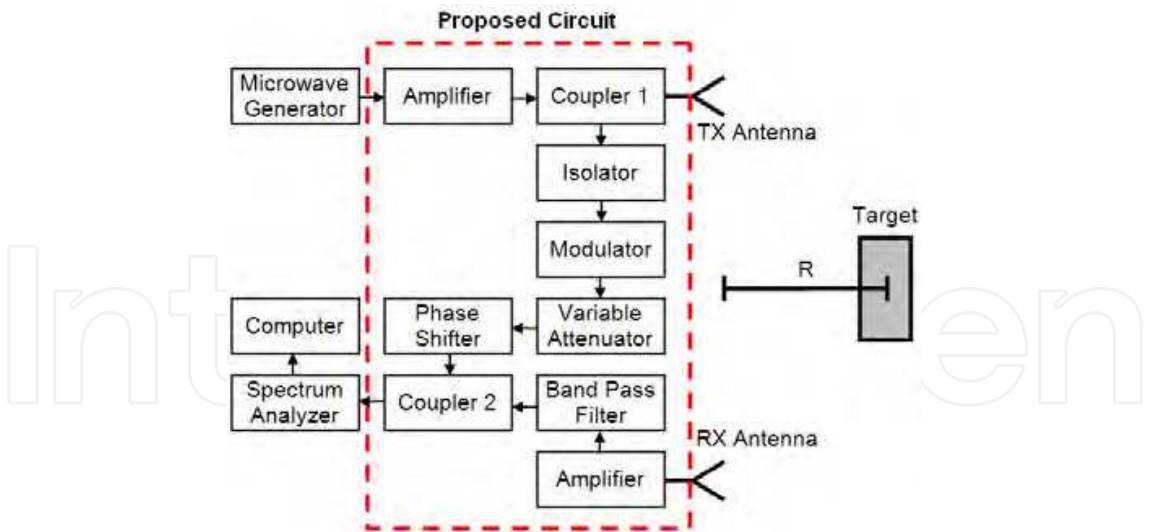 Proposed Circuit
Microwave
Generator
Amplifier
Coupler 1
TX Antenna
Isolator
Modulator
Target
R
Computer
Phase
Shifter
Variable
Attenuator
Spectrum
Analyzer
Coupler 2
Band Pass
Filter
RX Antenna
Amplifier